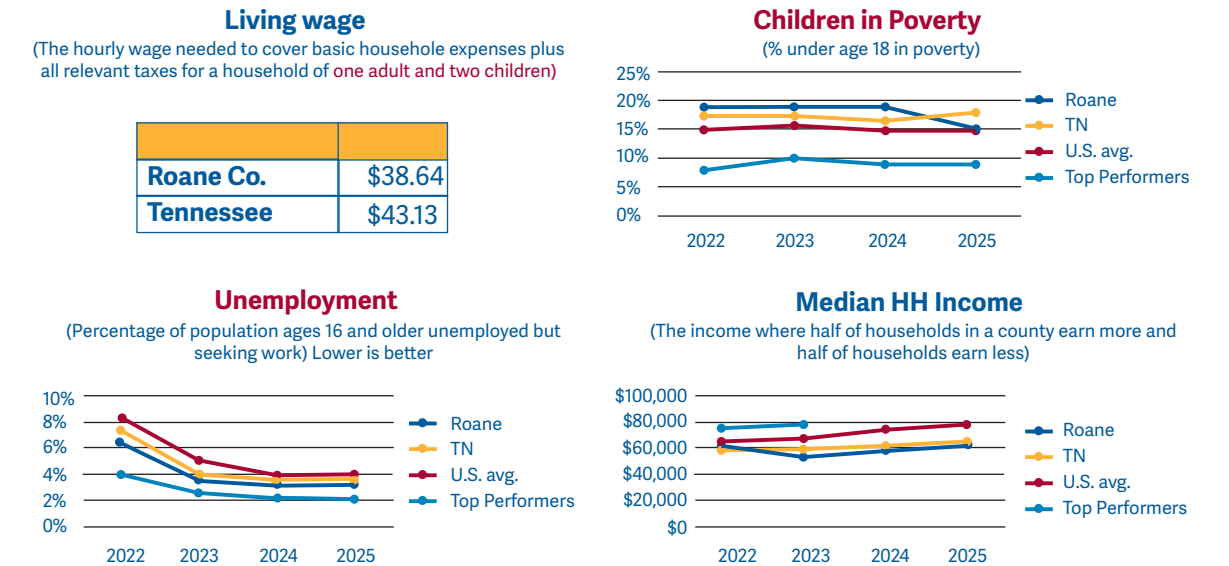 Living wage
(The hourly wage needed to cover basic househole expenses plus
all relevant taxes for a household of one adult and two children)
Roane Co. $38.64
Tennessee $43.13
Children in Poverty
(% under age 18 in poverty)
25%
20%
15%
10%
5%
0%
2022 2023 2024 2025
Roane
TN
U.S. avg.
Top Performers
Unemployment
(Percentage of population ages 16 and older unemployed but
seeking work) Lower is better
10%
8%
6%
4%
2%
0%
2022 2023 2024 2025
Roane
TN
U.S. avg.
Top Performers
Median HH Income
(The income where half of households in a county earn more and
half of households earn less)
$100,000
$80,000
$60,000
$40,000
$20,000
$0
2022 2023 2024 2025
Roane
TN
U.S. avg.
Top Performers